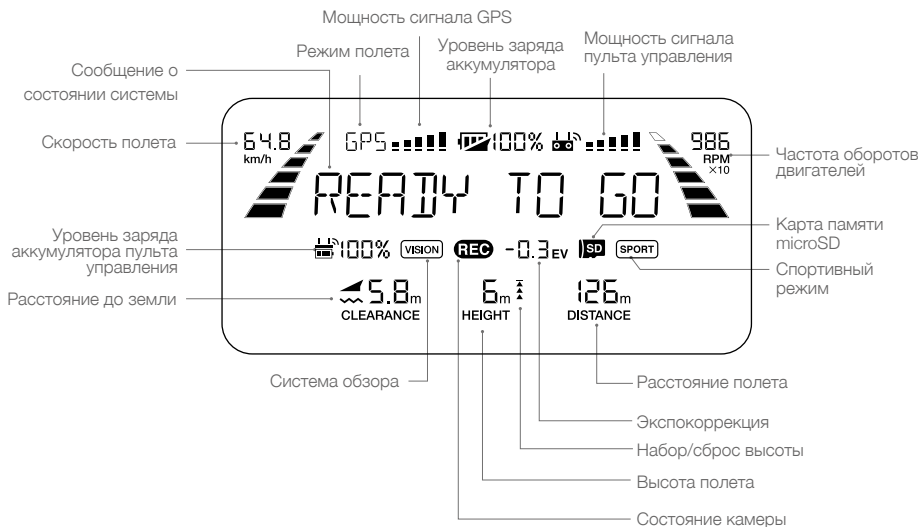 Мощность сигнала GPS
Режим полета
Уровень заряда
аккумулятора
Мощность сигнала
пульта управления
Сообщение о
состоянии системы
Скорость полета
64.8
km/h
GPS
100%
986
RPM
×10
Частота оборотов
двигателей
READY TO GO
Уровень заряда
аккумулятора пульта
управления
100%
VISION
REC
-0.3 EV
SD
SPORT
Карта памяти
microSD
Спортивный
режим
Расстояние до земли
5.8m
CLEARANCE
6m
HEIGHT
126m
DISTANCE
Система обзора
Расстояние полета
Экспокоррекция
Набор/сброс высоты
Высота полета
Состояние камеры